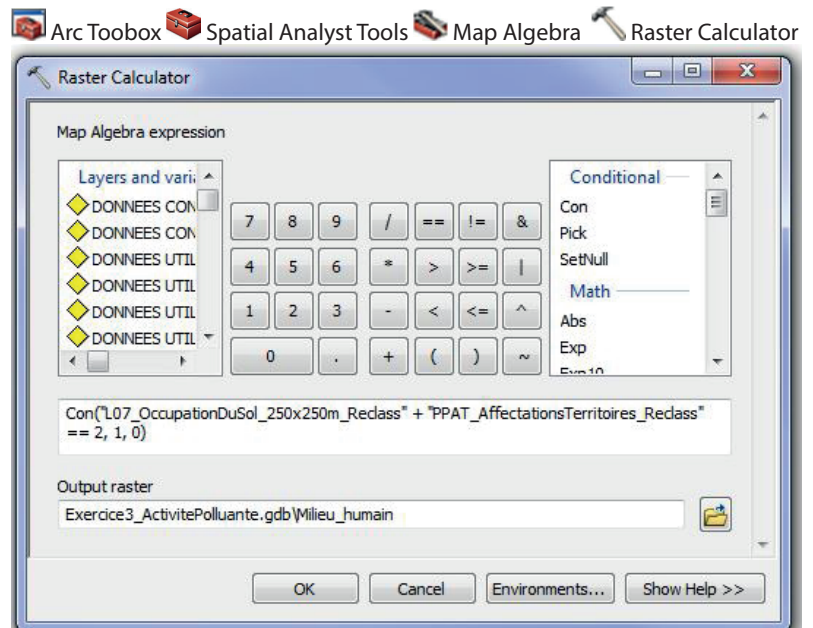 Arc Toobox Spatial Analyst Tools Map Algebra Raster Calculator
Raster Calculator
Map Algebra expression
Layers and vari
DONNEES CON
DONNEES CON
DONNEES UTIL
DONNEES UTIL
DONNEES UTIL
DONNEES UTIL
7 8 9 / == != &
4 5 6 * > >= |
1 2 3 - < <= ^
0 . + ( ) ~
Conditional
Con
Pick
SetNull
Math
Abs
Exp
Exp10
Con("L07_OccupationDuSol_250x250m_Reclass" + "PPAT_AffectationsTerritoires_Reclass"
== 2, 1, 0)
Output raster
Exercice3_ActivitePolluante.gdb\Milieu_humain
OK Cancel Environments... Show Help >>